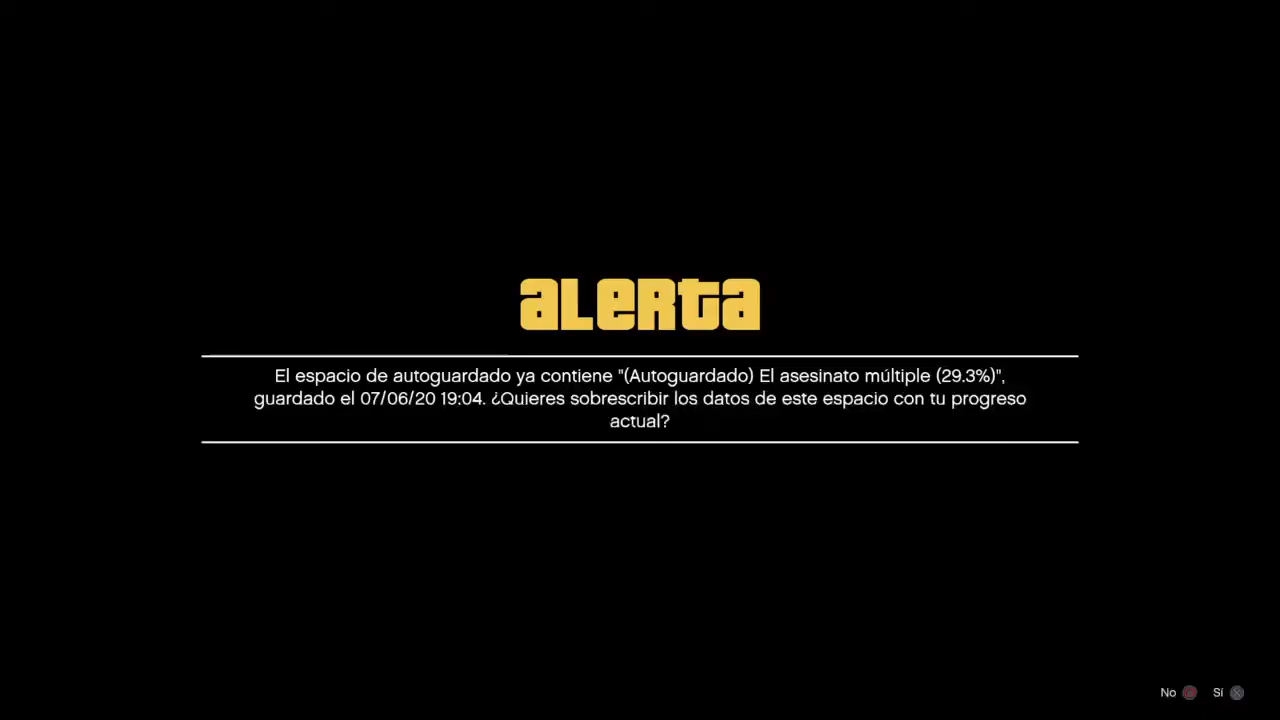 alerta
El espacio de autoguardado ya contiene "(Autoguardado) El asesinato múltiple (29.3%)",
guardado el 07/06/20 19:04. ¿Quieres sobrescribir los datos de este espacio con tu progreso
actual?
No Sí